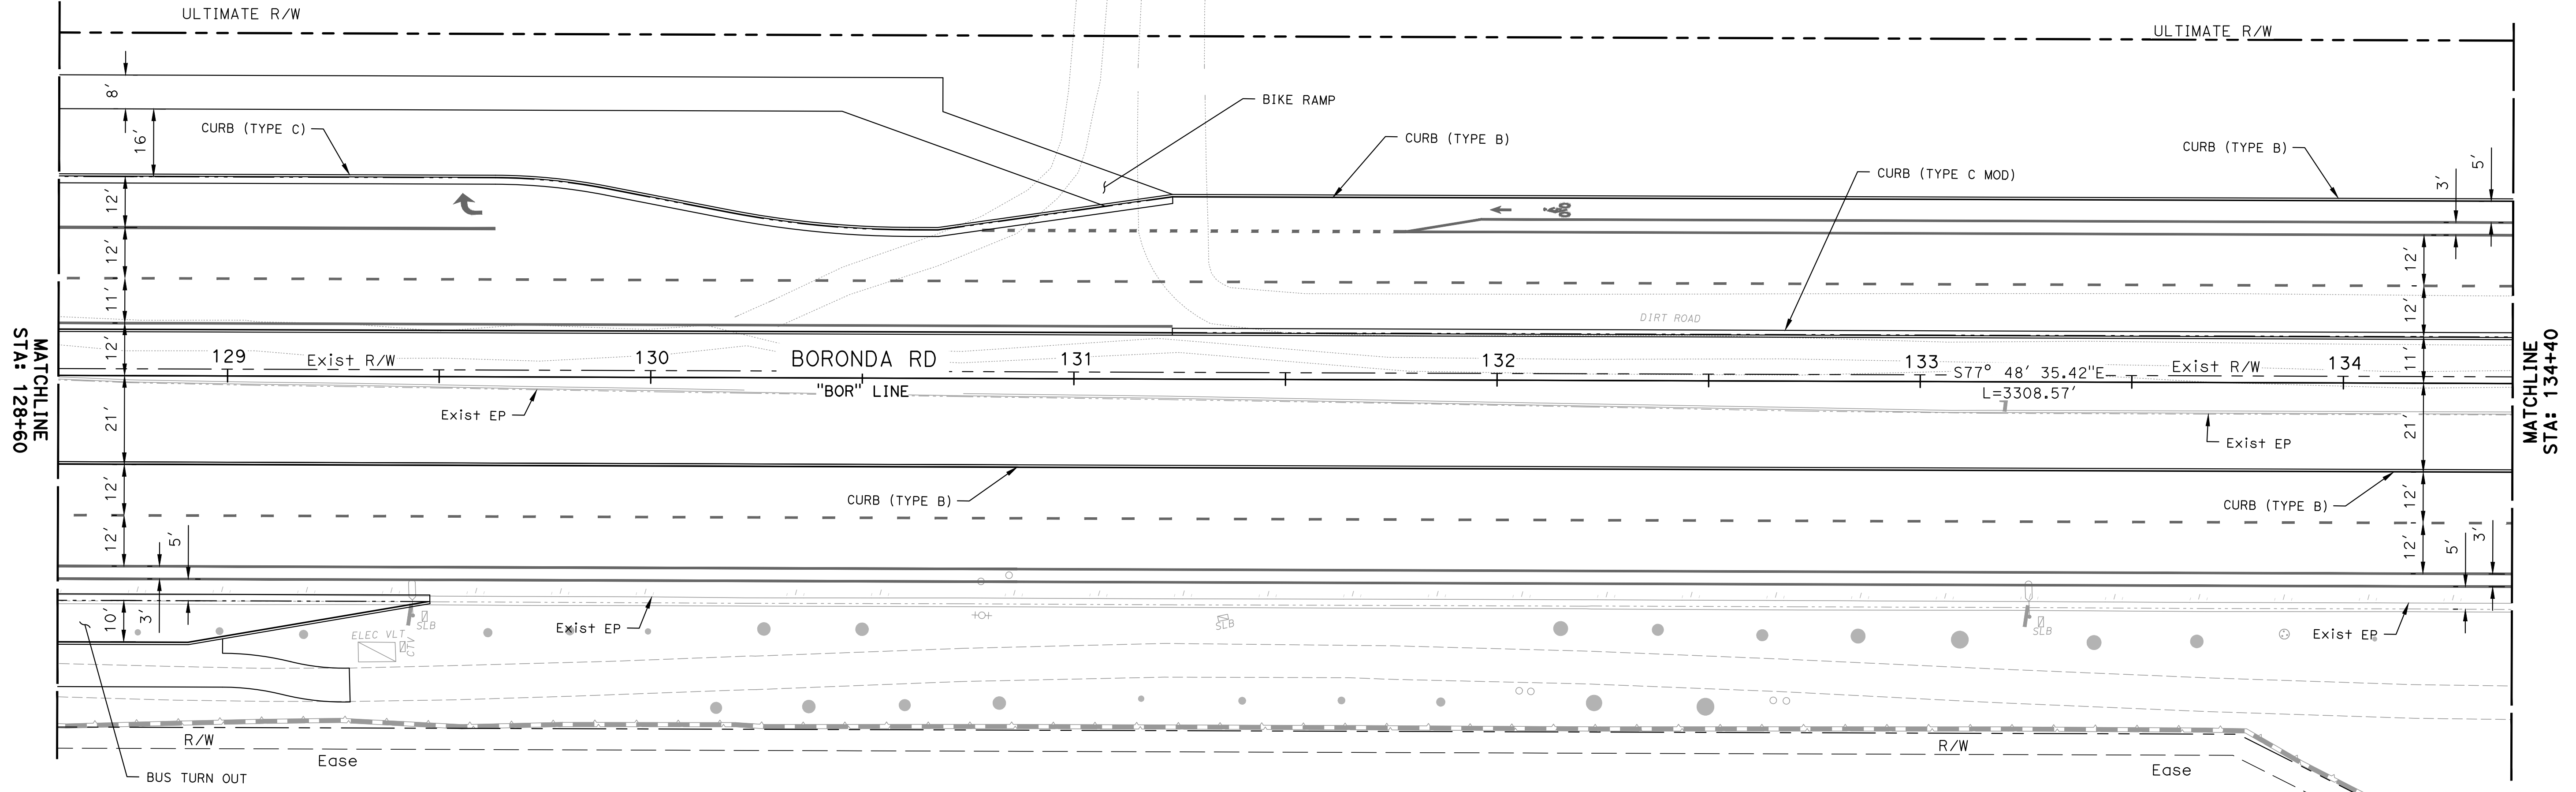 ULTIMATE R/W
ULTIMATE R/W
8'
16'
CURB (TYPE C)
BIKE RAMP
CURB (TYPE B)
CURB (TYPE B)
CURB (TYPE C MOD)
5'
3'
12'
12'
11'
12'
12'
12'
11'
DIRT ROAD
129
Exist R/W
130
BORONDA RD
131
132
133
Exist R/W
134
S77° 48' 35.42"E
L=3308.57'
"BOR" LINE
MATCHLINE
STA: 128+60
MATCHLINE
STA: 134+40
Exist EP
Exist EP
21'
21'
CURB (TYPE B)
CURB (TYPE B)
12'
12'
12'
12'
5'
3'
10'
5'
3'
Exist EP
Exist EP
SLB
SLB
SLB
ELEC VLT
CTV
R/W
R/W
Ease
Ease
BUS TURN OUT